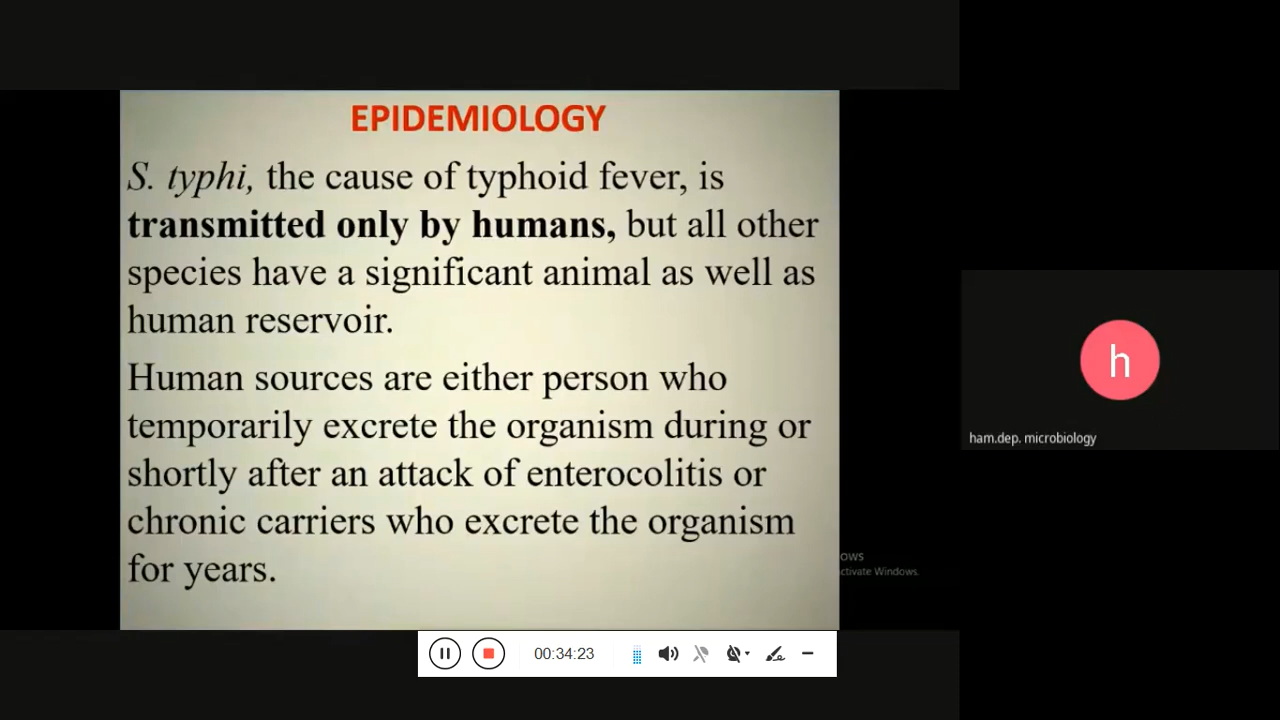 EPIDEMIOLOGY
S. typhi, the cause of typhoid fever, is
transmitted only by humans, but all other
species have a significant animal as well as
human reservoir.
Human sources are either person who
temporarily excrete the organism during or
shortly after an attack of enterocolitis or
chronic carriers who excrete the organism
for years.
h
ham.dep. microbiology
ows
ctivate Windows.
00:34:23